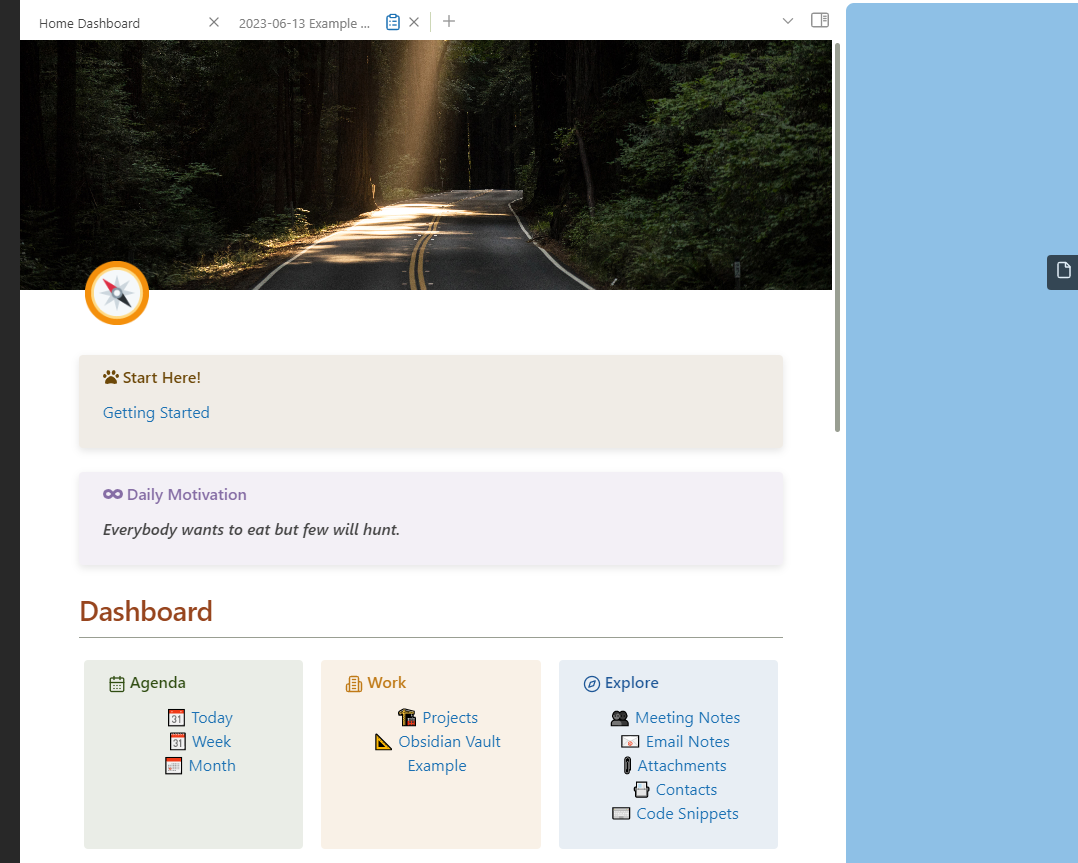 Home Dashboard
2023-06-13 Example ...
Start Here!
Getting Started
Daily Motivation
Everybody wants to eat but few will hunt.
Dashboard
Agenda
31 Today
31 Week
Month
Work
Projects
Obsidian Vault
Example
Explore
Meeting Notes
Email Notes
Attachments
Contacts
Code Snippets